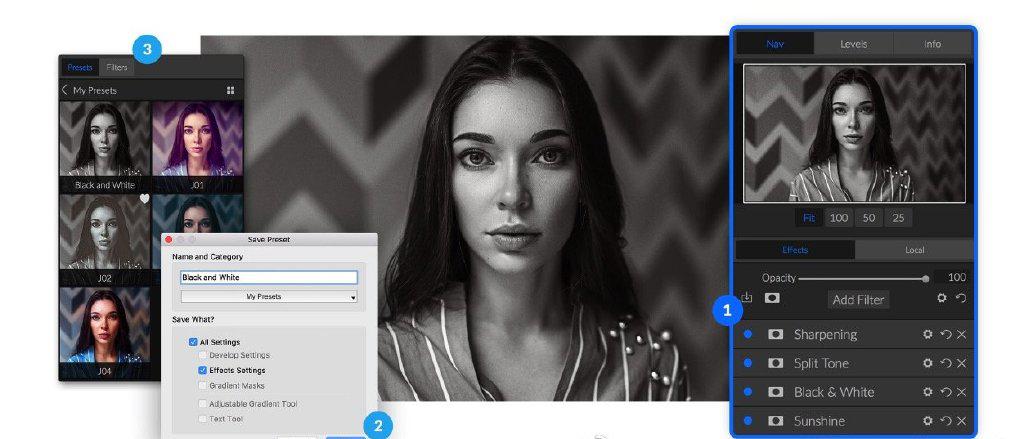 3
Presets Filters
My Presets
Black and White
J01
J02
J04
Save Preset
Name and Category
Black and White
My Presets
Save What?
All Settings
Develop Settings
Effects Settings
Gradient Masks
Adjustable Gradient Tool
Text Tool
2
Nav Levels Info
Fit 100 50 25
Effects Local
Opacity 100
Add Filter
1
Sharpening
Split Tone
Black & White
Sunshine